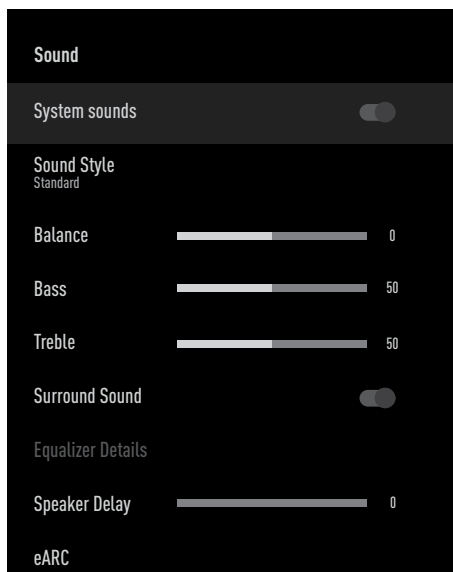 Sound
System sounds
Sound Style
Standard
Balance 0
Bass 50
Treble 50
Surround Sound
Equalizer Details
Speaker Delay 0
eARC